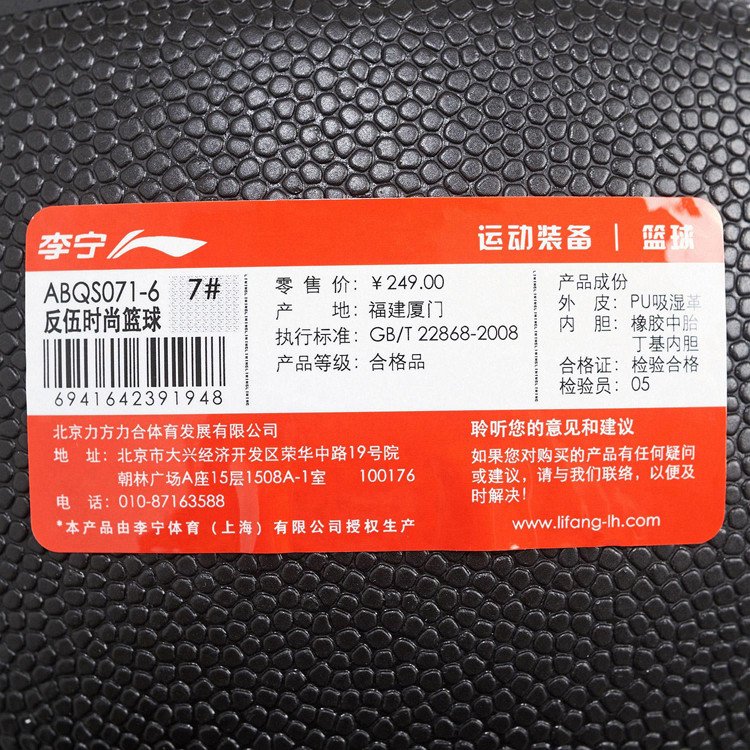 李宁
运动装备 | 篮球
ABQS071-6
7#
反伍时尚篮球
6941642391948
零售价：￥249.00
产地：福建厦门
执行标准：GB/T 22868-2008
产品等级：合格品
产品成份
外皮：PU吸湿革
内胆：橡胶中胎
丁基内胆
合格证：检验合格
检验员：05
北京力方力合体育发展有限公司
地址：北京市大兴经济开发区荣华中路19号院
朝林广场A座15层1508A-1室 100176
电话：010-87163588
*本产品由李宁体育（上海）有限公司授权生产
聆听您的意见和建议
如果您对购买的产品有任何疑问
或建议，请与我们联络，以便及
时解决！
www.lifang-lh.com